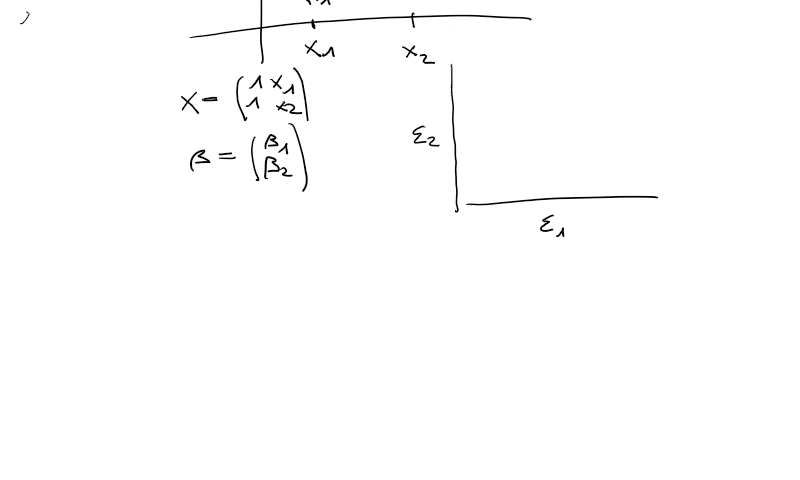 x₁ x₂
X = (1 x₁
1 x₂)
β = (β₁
β₂)
ε₂
ε₁